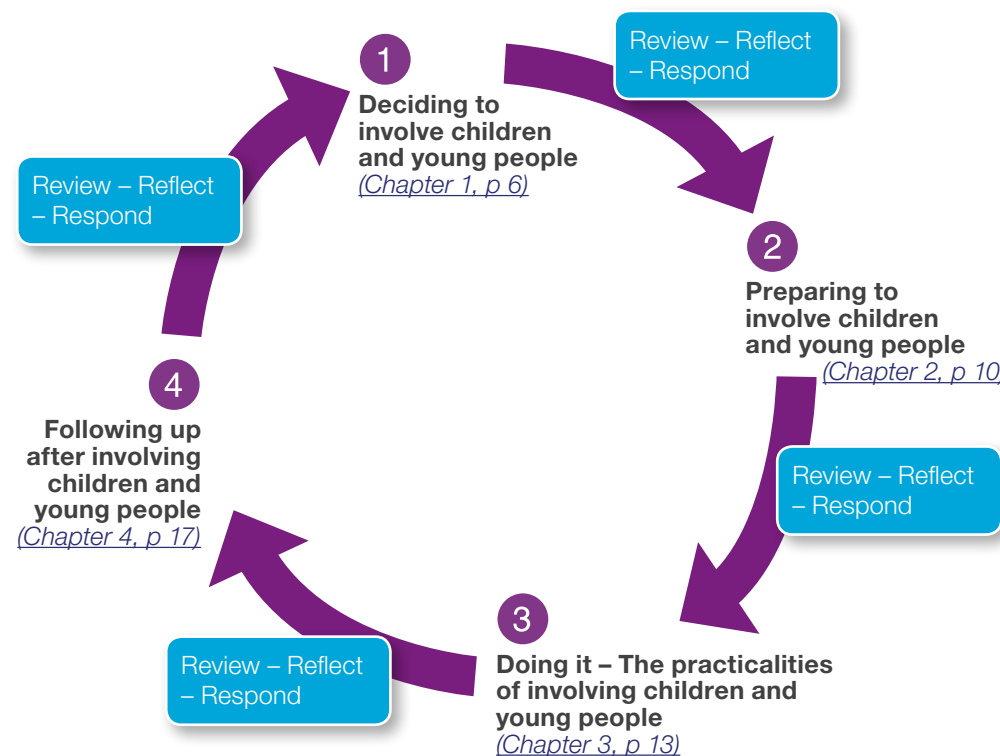 1
Deciding to
involve children
and young people
(Chapter 1, p 6)
Review – Reflect
– Respond
2
Preparing to
involve children
and young people
(Chapter 2, p 10)
Review – Reflect
– Respond
3
Doing it – The practicalities
of involving children and
young people
(Chapter 3, p 13)
Review – Reflect
– Respond
4
Following up
after involving
children and
young people
(Chapter 4, p 17)
Review – Reflect
– Respond